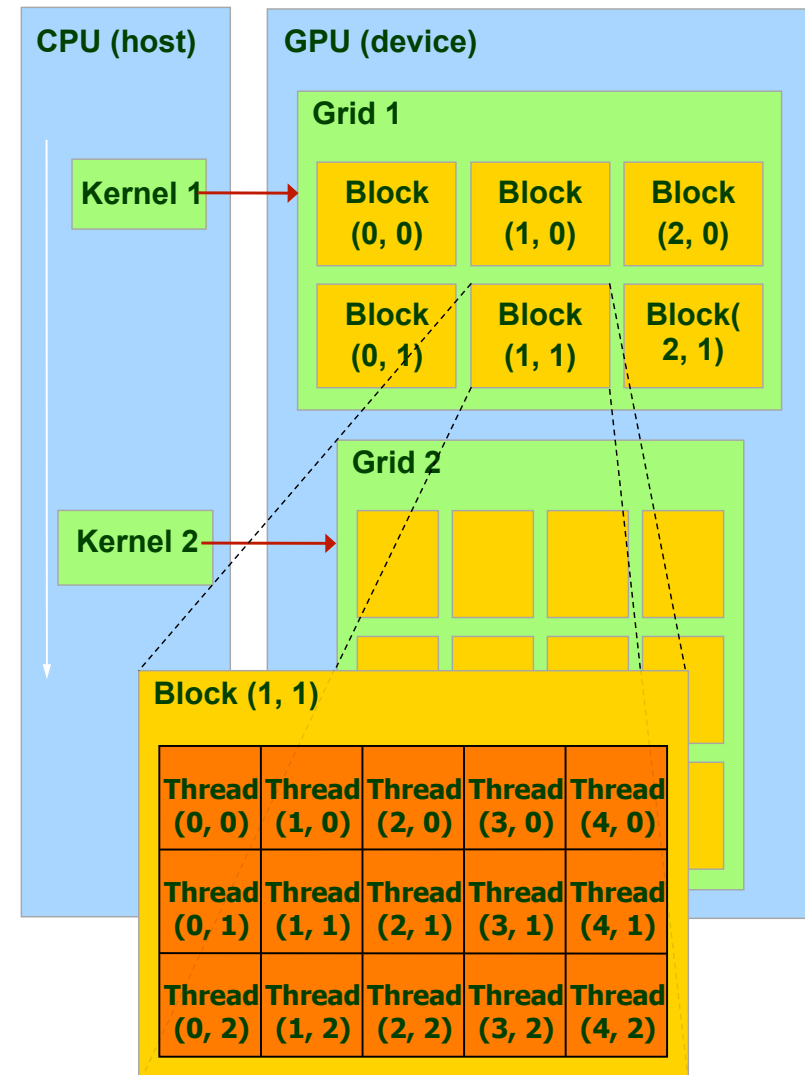 CPU (host)
GPU (device)
Grid 1
Kernel 1
Block
(0, 0)
Block
(1, 0)
Block
(2, 0)
Block
(0, 1)
Block
(1, 1)
Block(
2, 1)
Grid 2
Kernel 2
Block (1, 1)
Thread
(0, 0)
Thread
(1, 0)
Thread
(2, 0)
Thread
(3, 0)
Thread
(4, 0)
Thread
(0, 1)
Thread
(1, 1)
Thread
(2, 1)
Thread
(3, 1)
Thread
(4, 1)
Thread
(0, 2)
Thread
(1, 2)
Thread
(2, 2)
Thread
(3, 2)
Thread
(4, 2)